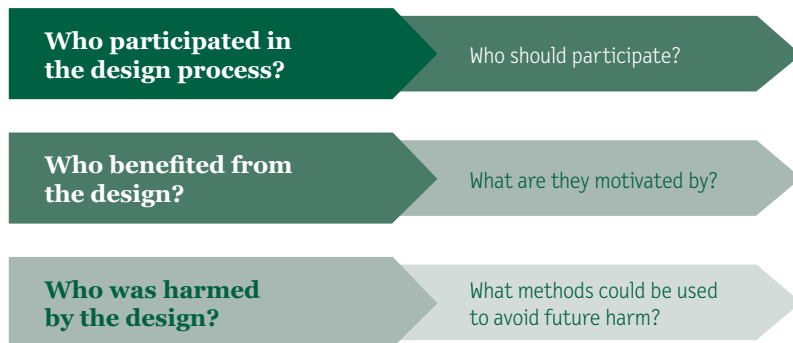 Who participated in
the design process?
Who should participate?
Who benefited from
the design?
What are they motivated by?
Who was harmed
by the design?
What methods could be used
to avoid future harm?